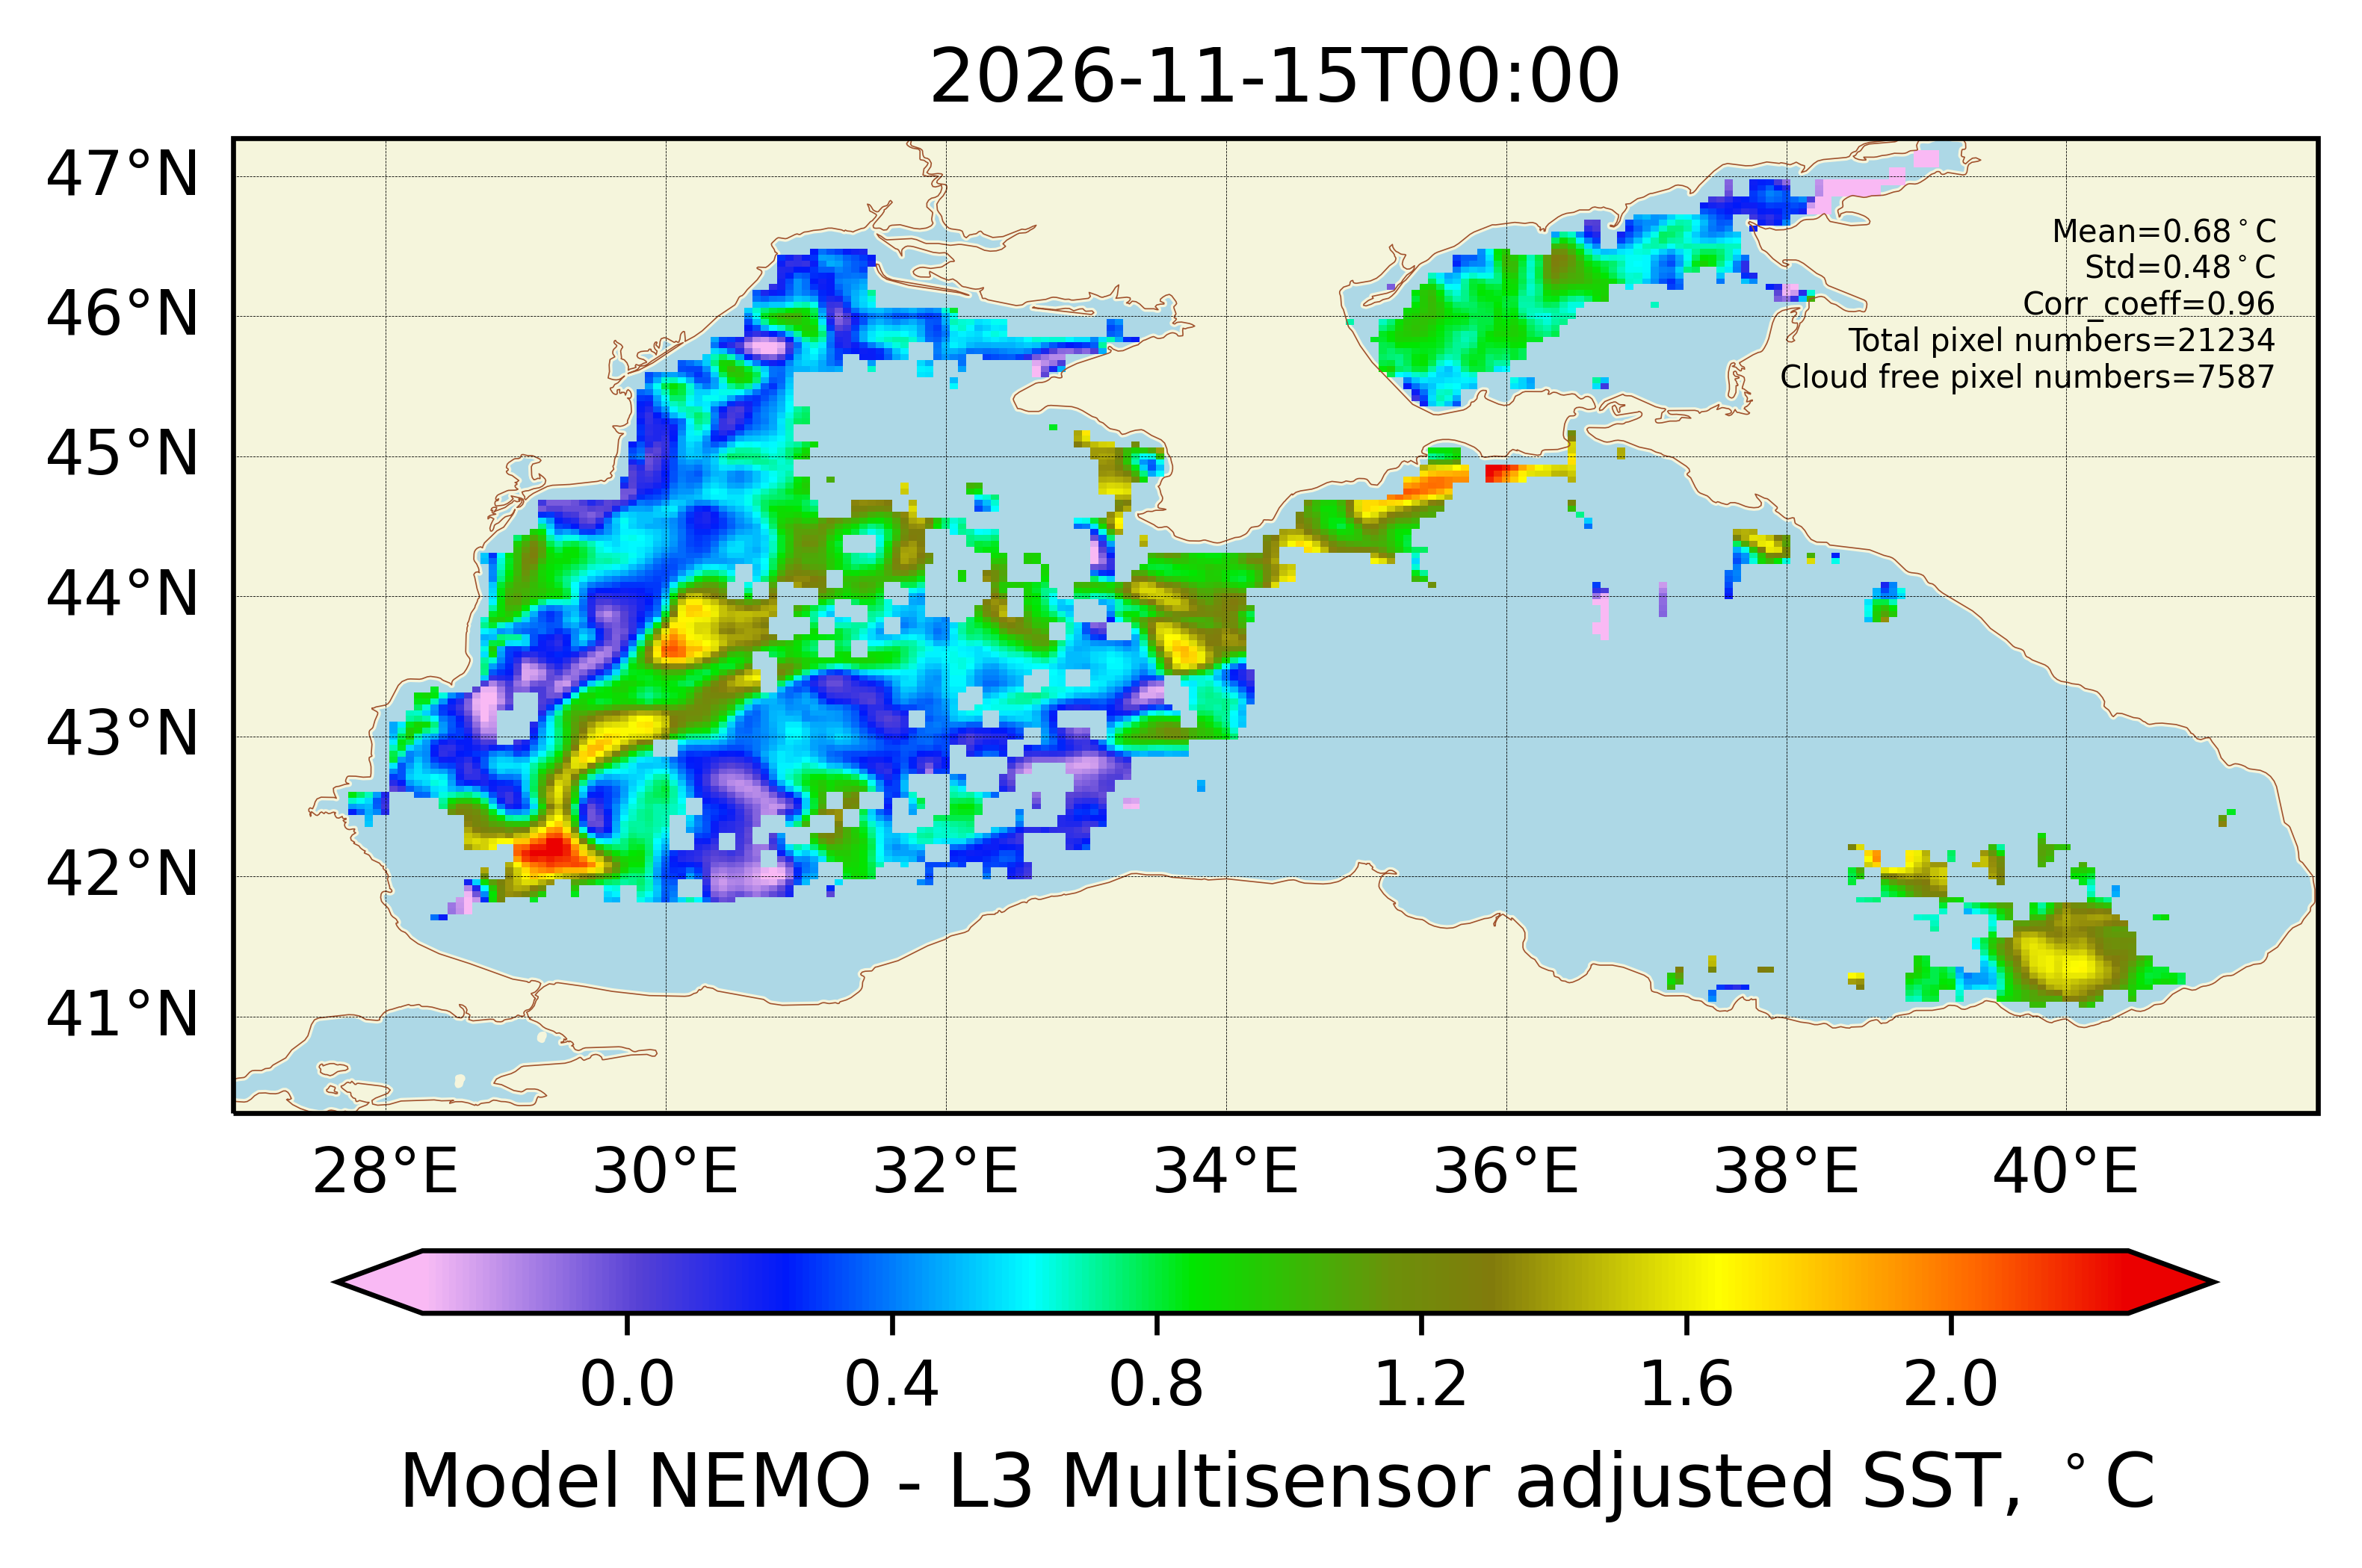 2026-11-15T00:00
47°N
46°N
45°N
44°N
43°N
42°N
41°N
Mean=0.68°C
Std=0.48°C
Corr_coeff=0.96
Total pixel numbers=21234
Cloud free pixel numbers=7587
28°E 30°E 32°E 34°E 36°E 38°E 40°E
0.0 0.4 0.8 1.2 1.6 2.0
Model NEMO - L3 Multisensor adjusted SST, °C